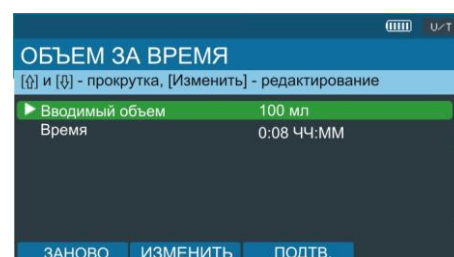 U/T
ОБЪЕМ ЗА ВРЕМЯ
[⇧] и [⇩] - прокрутка, [Изменить] - редактирование
Вводимый объем 100 мл
Время 0:08 ЧЧ:ММ
ЗАНОВО ИЗМЕНИТЬ ПОДТВ.